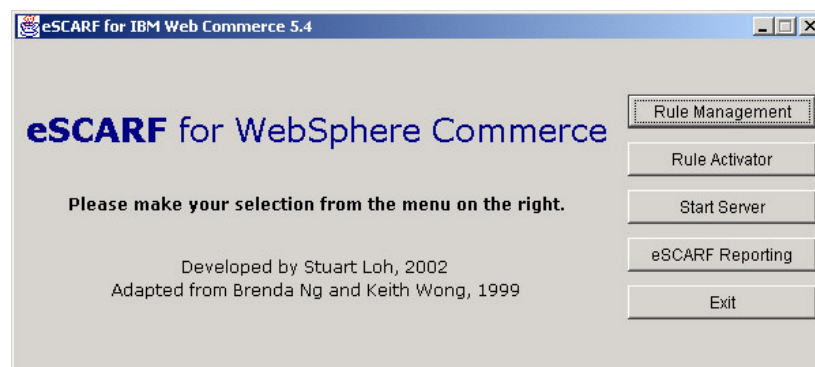 eSCARF for IBM Web Commerce 5.4
eSCARF for WebSphere Commerce
Please make your selection from the menu on the right.
Developed by Stuart Loh, 2002
Adapted from Brenda Ng and Keith Wong, 1999
Rule Management
Rule Activator
Start Server
eSCARF Reporting
Exit